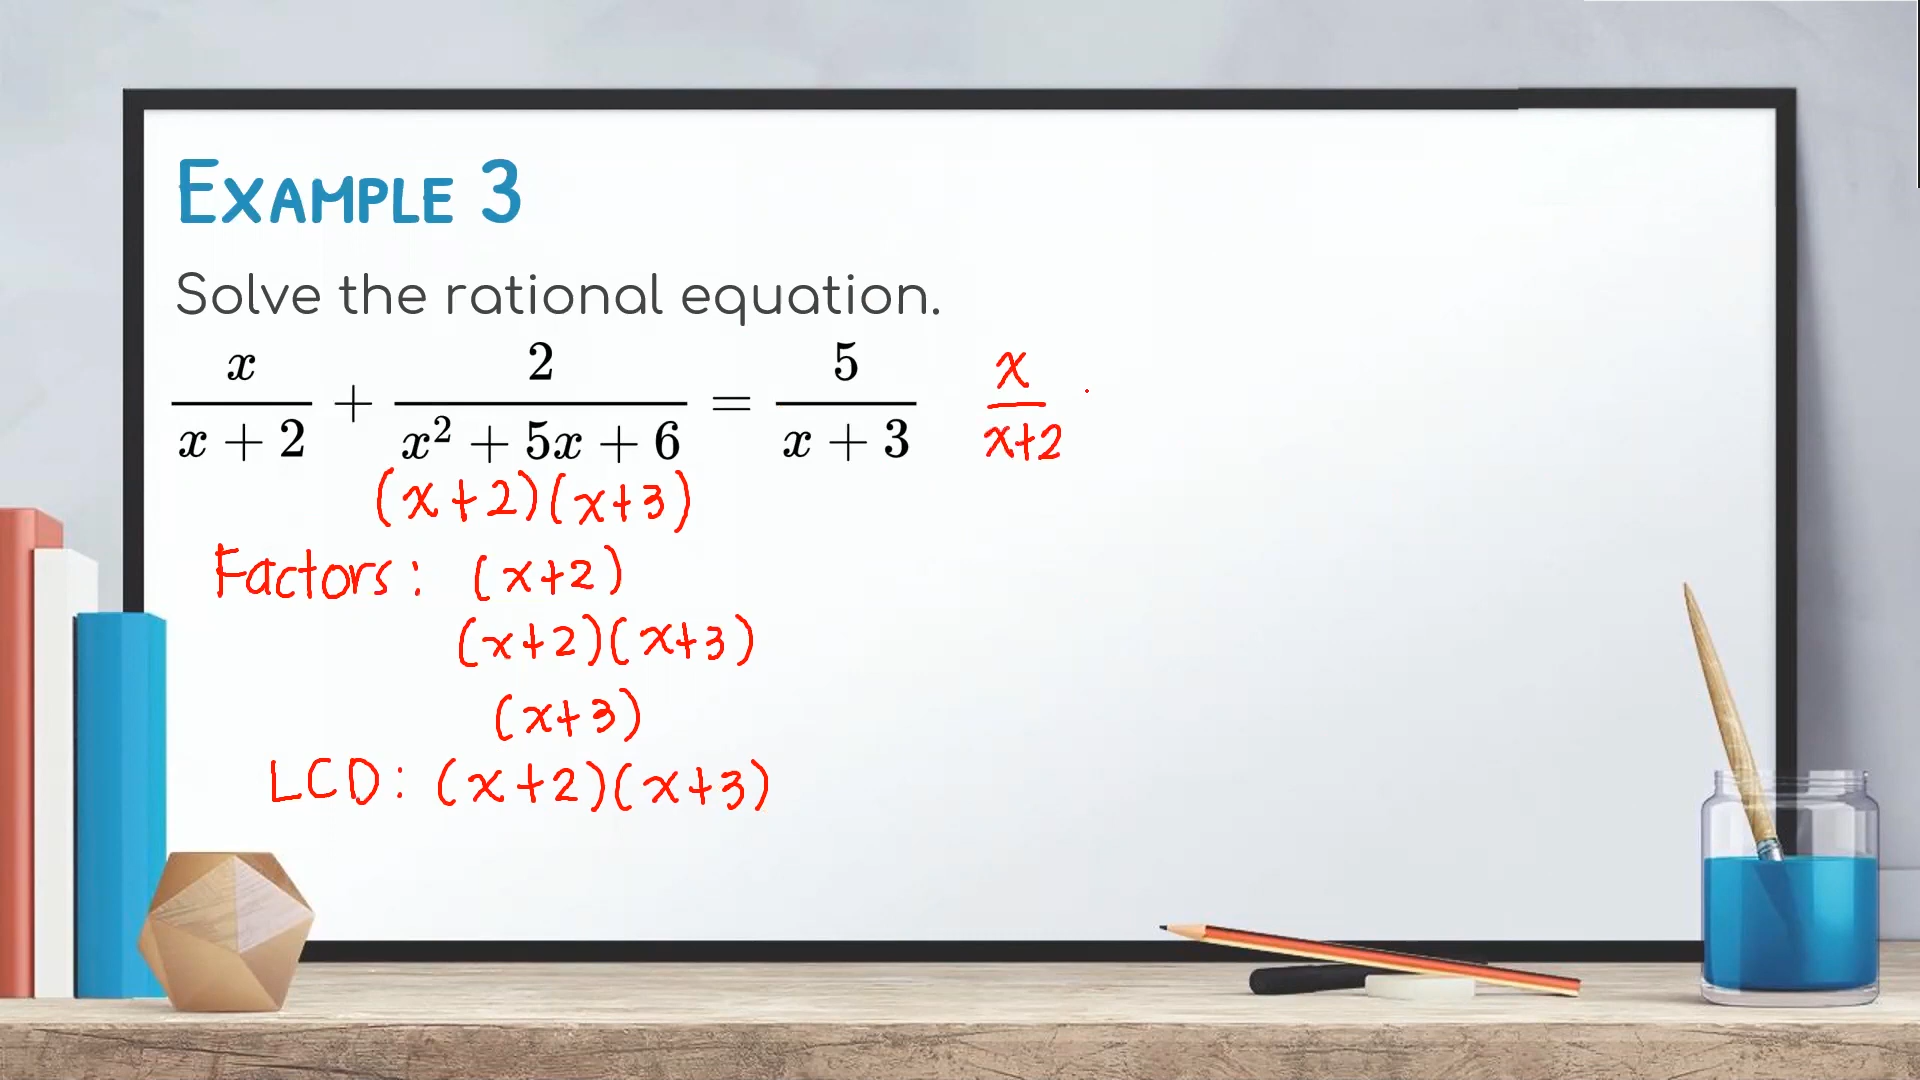 EXAMPLE 3
Solve the rational equation.
x/(x + 2) + 2/(x² + 5x + 6) = 5/(x + 3) x/(x+2) ·
(x+2)(x+3)
Factors: (x+2)
(x+2)(x+3)
(x+3)
LCD: (x+2)(x+3)